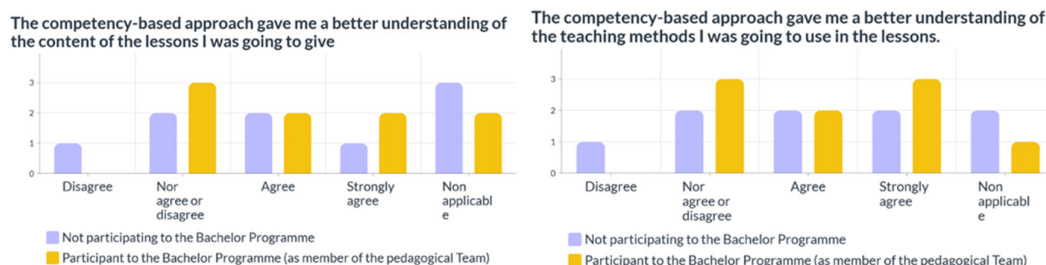 The competency-based approach gave me a better understanding of
the content of the lessons I was going to give
3
2
1
0
Disagree
Nor
agree or
disagree
Agree
Strongly
agree
Non
applicabl
e
Not participating to the Bachelor Programme
Participant to the Bachelor Programme (as member of the pedagogical Team)
The competency-based approach gave me a better understanding of
the teaching methods I was going to use in the lessons.
3
2
1
0
Disagree
Nor
agree or
disagree
Agree
Strongly
agree
Non
applicabl
e
Not participating to the Bachelor Programme
Participant to the Bachelor Programme (as member of the pedagogical Team)